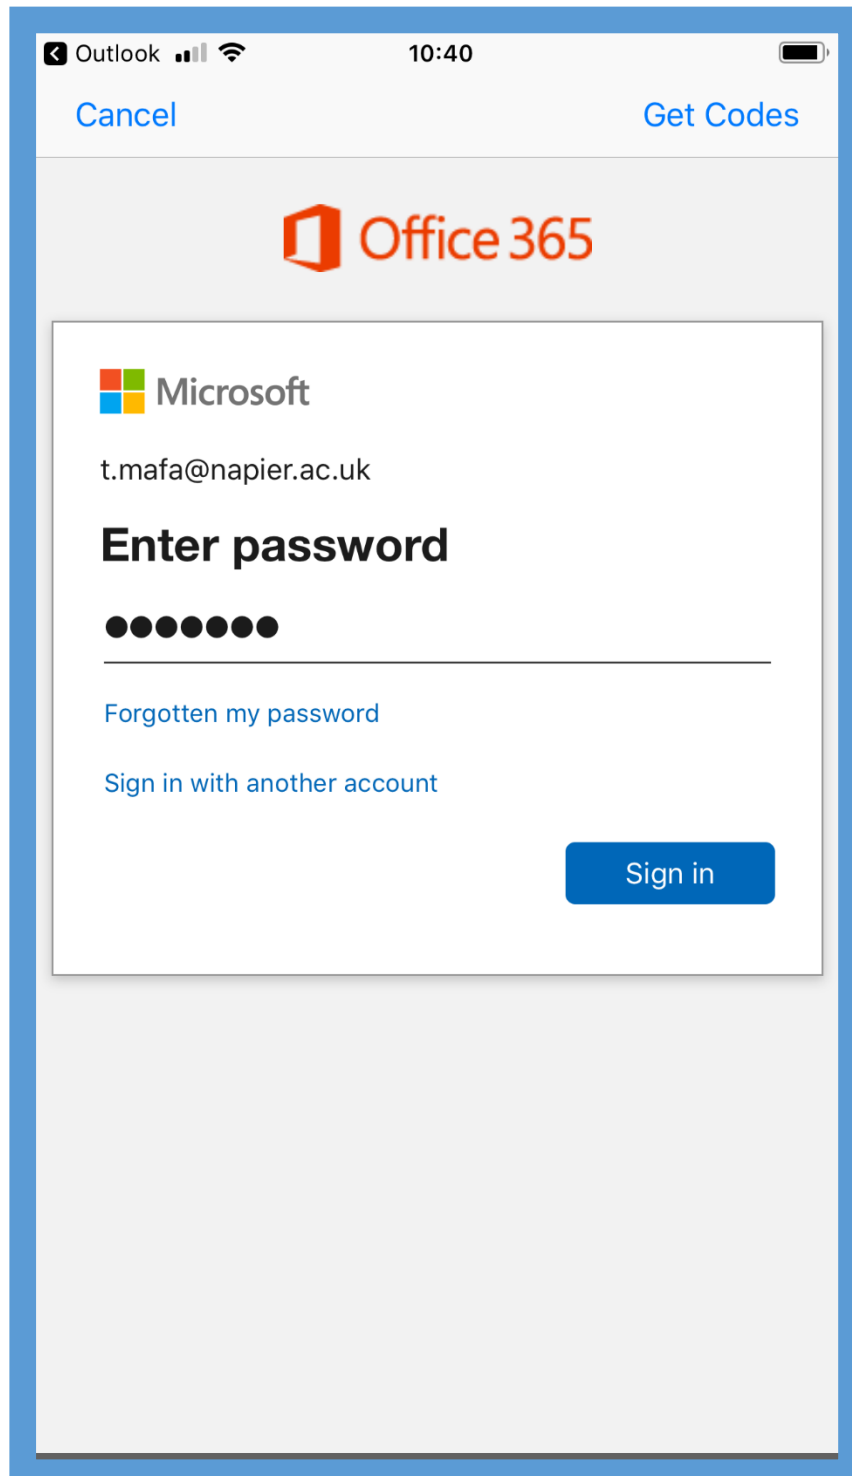 Outlook 10:40
Cancel Get Codes
Office 365
Microsoft
t.mafa@napier.ac.uk
Enter password
●●●●●●●
Forgotten my password
Sign in with another account
Sign in